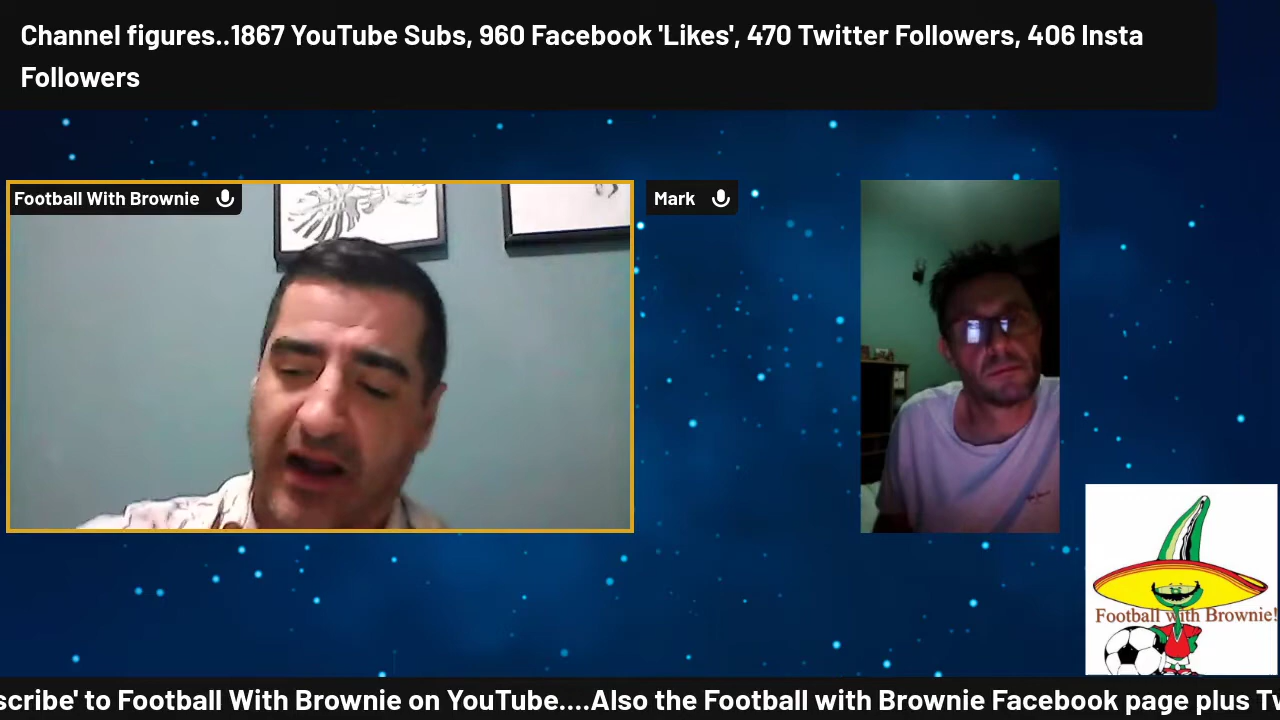 Channel figures..1867 YouTube Subs, 960 Facebook 'Likes', 470 Twitter Followers, 406 Insta
Followers
Football With Brownie
Mark
Football with Brownie!
scribe' to Football With Brownie on YouTube....Also the Football with Brownie Facebook page plus Tw